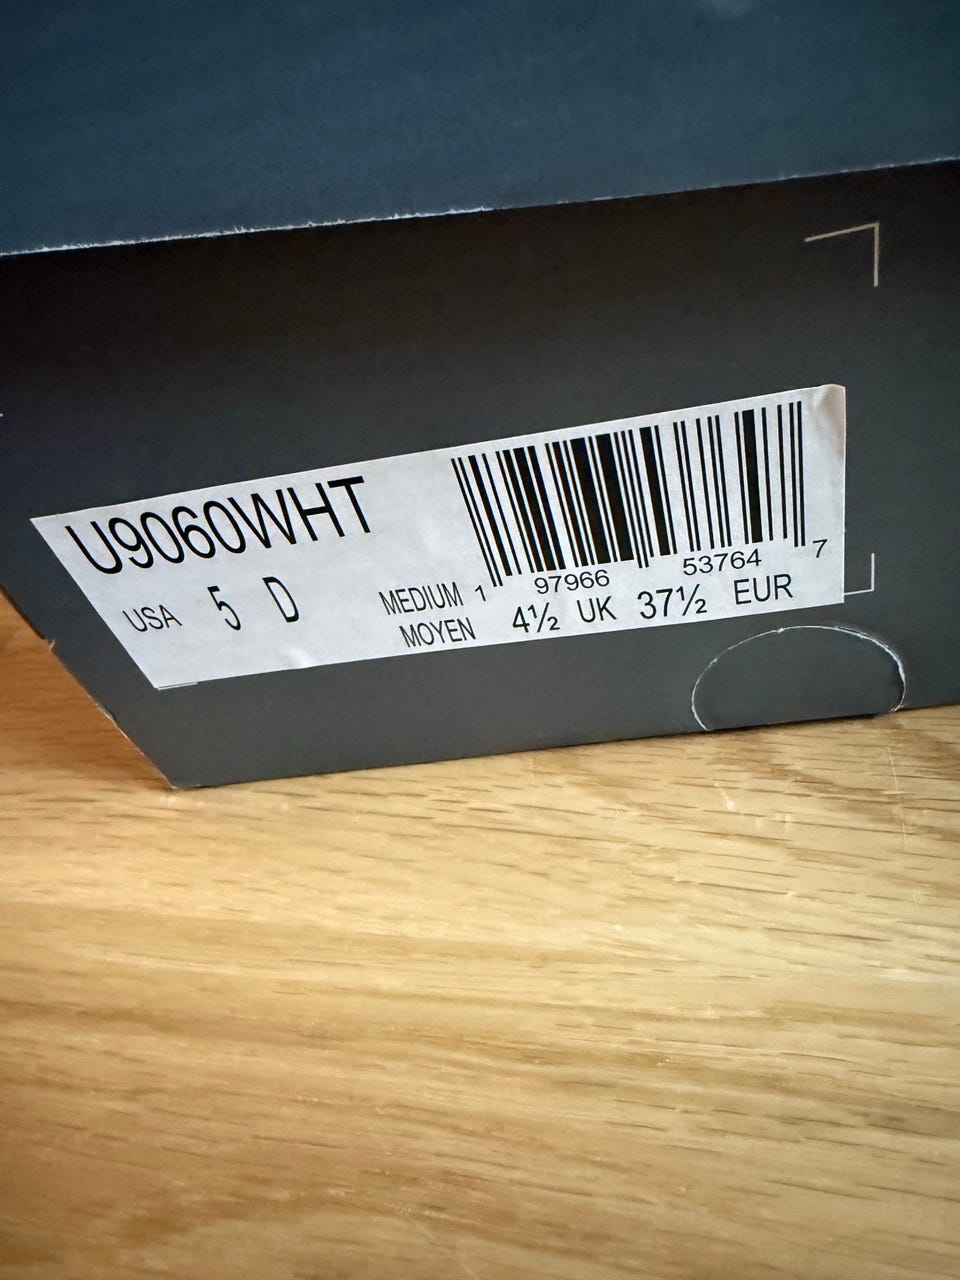 U9060WHT
USA 5 D
MEDIUM
MOYEN
1 97966 53764 7
4½ UK 37½ EUR